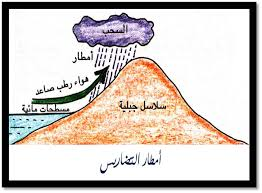 السحب
أمطار
هواء رطب صاعد
مسطحات مائية
سلاسل جبلية
أمطار التضاريس